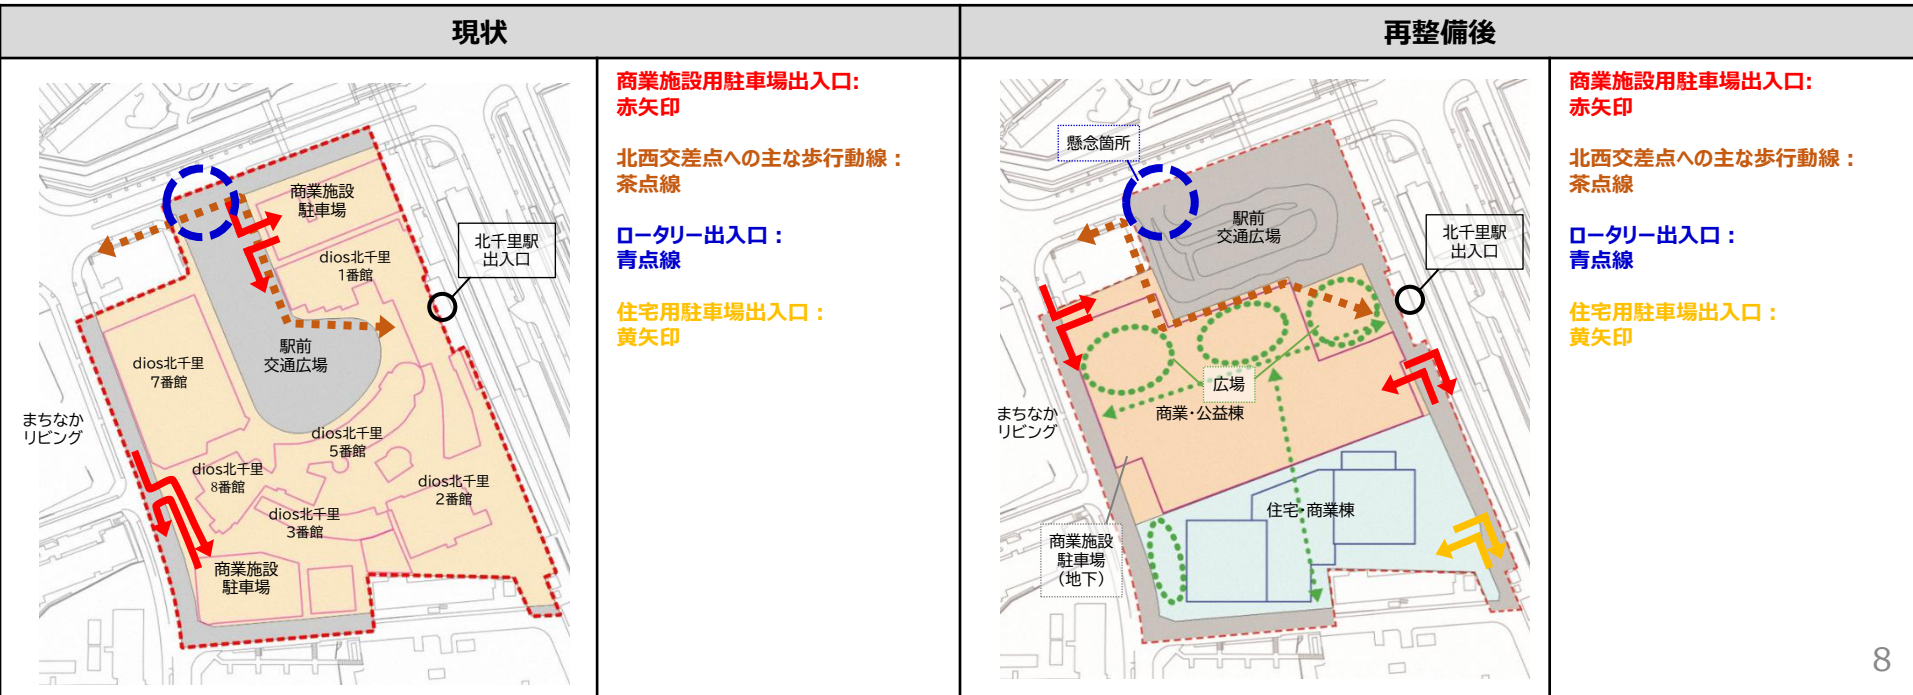 現状
再整備後
商業施設
駐車場
dios北千里
1番館
北千里駅
出入口
駅前
交通広場
dios北千里
7番館
まちなか
リビング
dios北千里
5番館
dios北千里
8番館
dios北千里
2番館
dios北千里
3番館
商業施設
駐車場
商業施設用駐車場出入口:
赤矢印
北西交差点への主な歩行動線：
茶点線
ロータリー出入口：
青点線
住宅用駐車場出入口：
黄矢印
懸念箇所
駅前
交通広場
北千里駅
出入口
広場
商業・公益棟
まちなか
リビング
住宅・商業棟
商業施設
駐車場
（地下）
商業施設用駐車場出入口:
赤矢印
北西交差点への主な歩行動線：
茶点線
ロータリー出入口：
青点線
住宅用駐車場出入口：
黄矢印
8